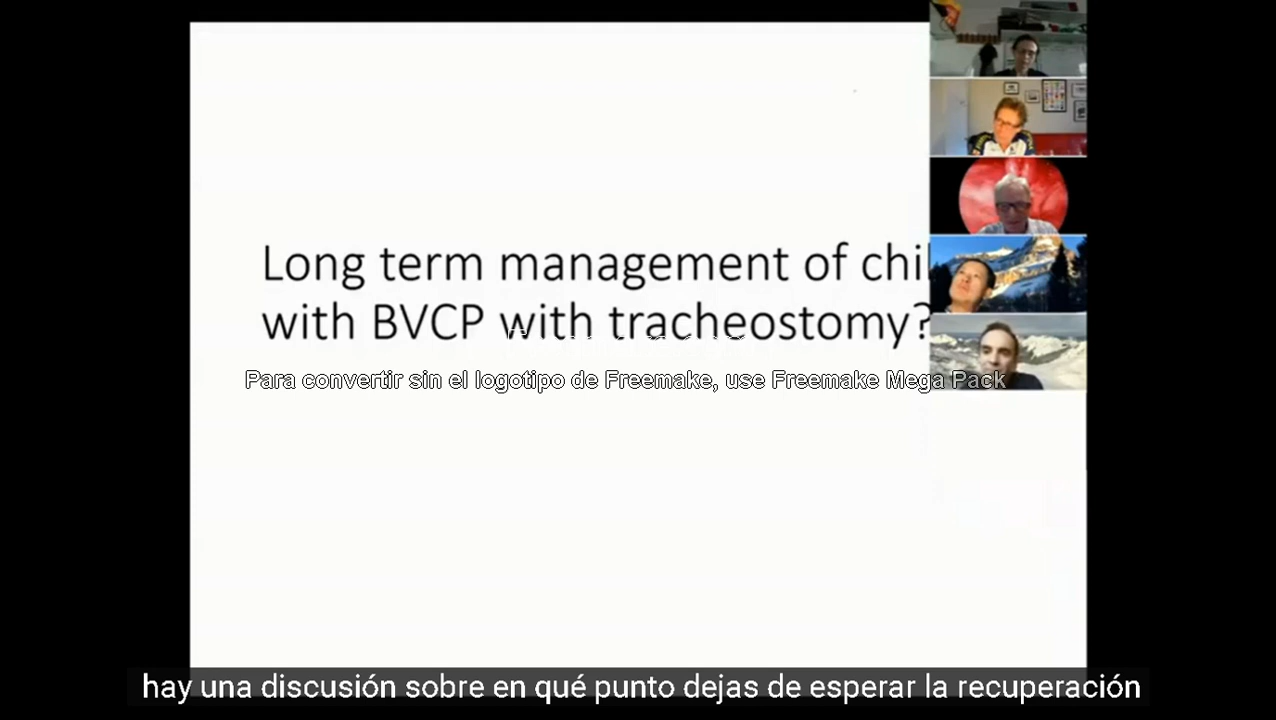 Long term management of chil
with BVCP with tracheostomy?
Para convertir sin el logotipo de Freemake, use Freemake Mega Pack
hay una discusión sobre en qué punto dejas de esperar la recuperación